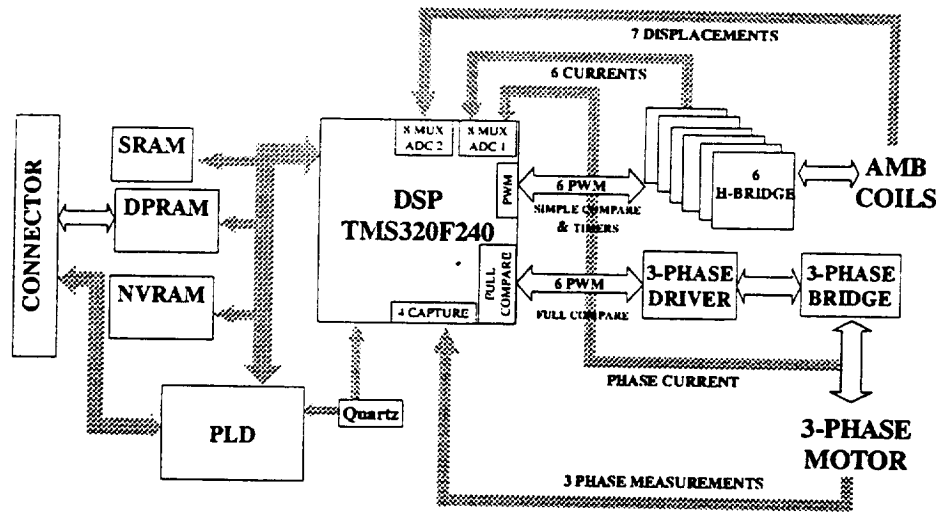 7 DISPLACEMENTS
6 CURRENTS
8 MUX
ADC 2
8 MUX
ADC 1
SRAM
DPRAM
NVRAM
CONNECTOR
DSP
TMS320F240
PWM
6 PWM
SIMPLE COMPARE
& TIMERS
6
H-BRIDGE
AMB
COILS
FULL
COMPARE
6 PWM
FULL COMPARE
3-PHASE
DRIVER
3-PHASE
BRIDGE
4 CAPTURE
PHASE CURRENT
PLD
Quartz
3-PHASE
MOTOR
3 PHASE MEASUREMENTS